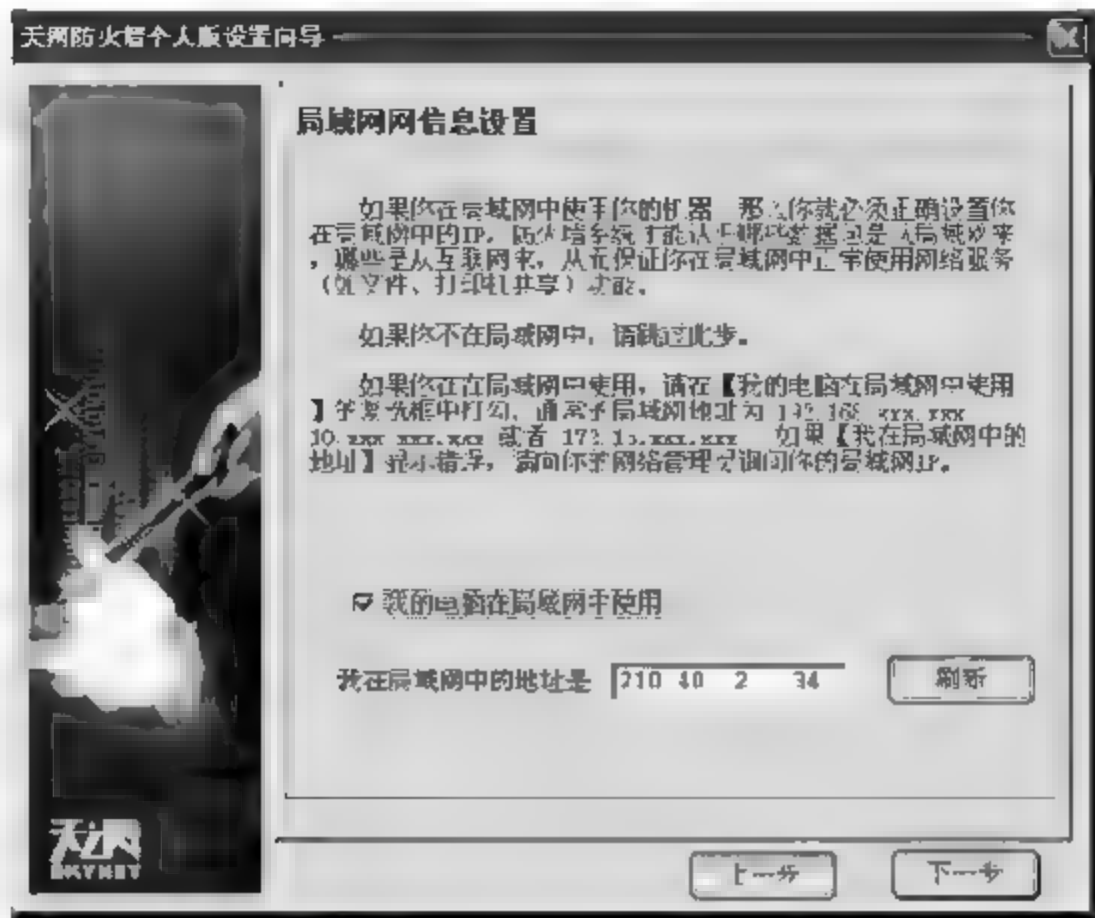 天网防火墙个人版设置向导
局域网网信息设置
如果你在局域网中使用你的机器 那么你就必须正确设置你
在局域网中的IP，防火墙系统才能认出哪些数据包是从局域网来
，哪些是从互联网来，从而保证你在局域网中正常使用网络服务
（如文件、打印机共享）功能。
如果你不在局域网中，请跳过此步。
如果你在在局域网中使用，请在【我的电脑在局域网中使用
】的复选框中打勾，通常的局域网地址为 192.168.xxx.xxx
10.xxx.xxx.xxx 或者 172.16.xxx.xxx 如果【我在局域网中的
地址】显示错误，请向你的网络管理员询问你的局域网IP。
我的电脑在局域网中使用
我在局域网中的地址是 210 40 2 34 刷新
天网
SKYNET
上一步 下一步